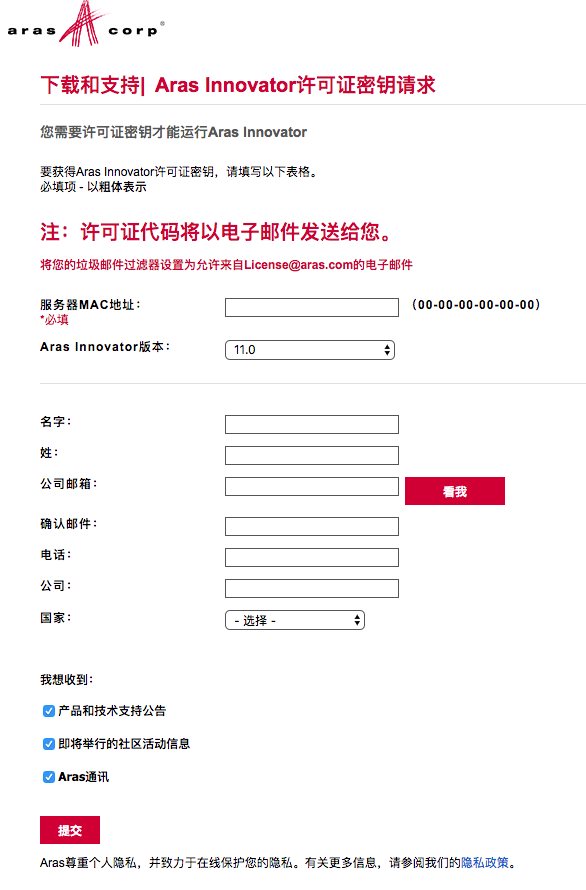 aras corp®
下载和支持| Aras Innovator许可证密钥请求
您需要许可证密钥才能运行Aras Innovator
要获得Aras Innovator许可证密钥，请填写以下表格。
必填项 - 以粗体表示
注：许可证代码将以电子邮件发送给您。
将您的垃圾邮件过滤器设置为允许来自License@aras.com的电子邮件
服务器MAC地址： （00-00-00-00-00-00）
*必填
Aras Innovator版本： 11.0
名字：
姓：
公司邮箱： 看我
确认邮件：
电话：
公司：
国家： - 选择 -
我想收到：
产品和技术支持公告
即将举行的社区活动信息
Aras通讯
提交
Aras尊重个人隐私，并致力于在线保护您的隐私。有关更多信息，请参阅我们的隐私政策。